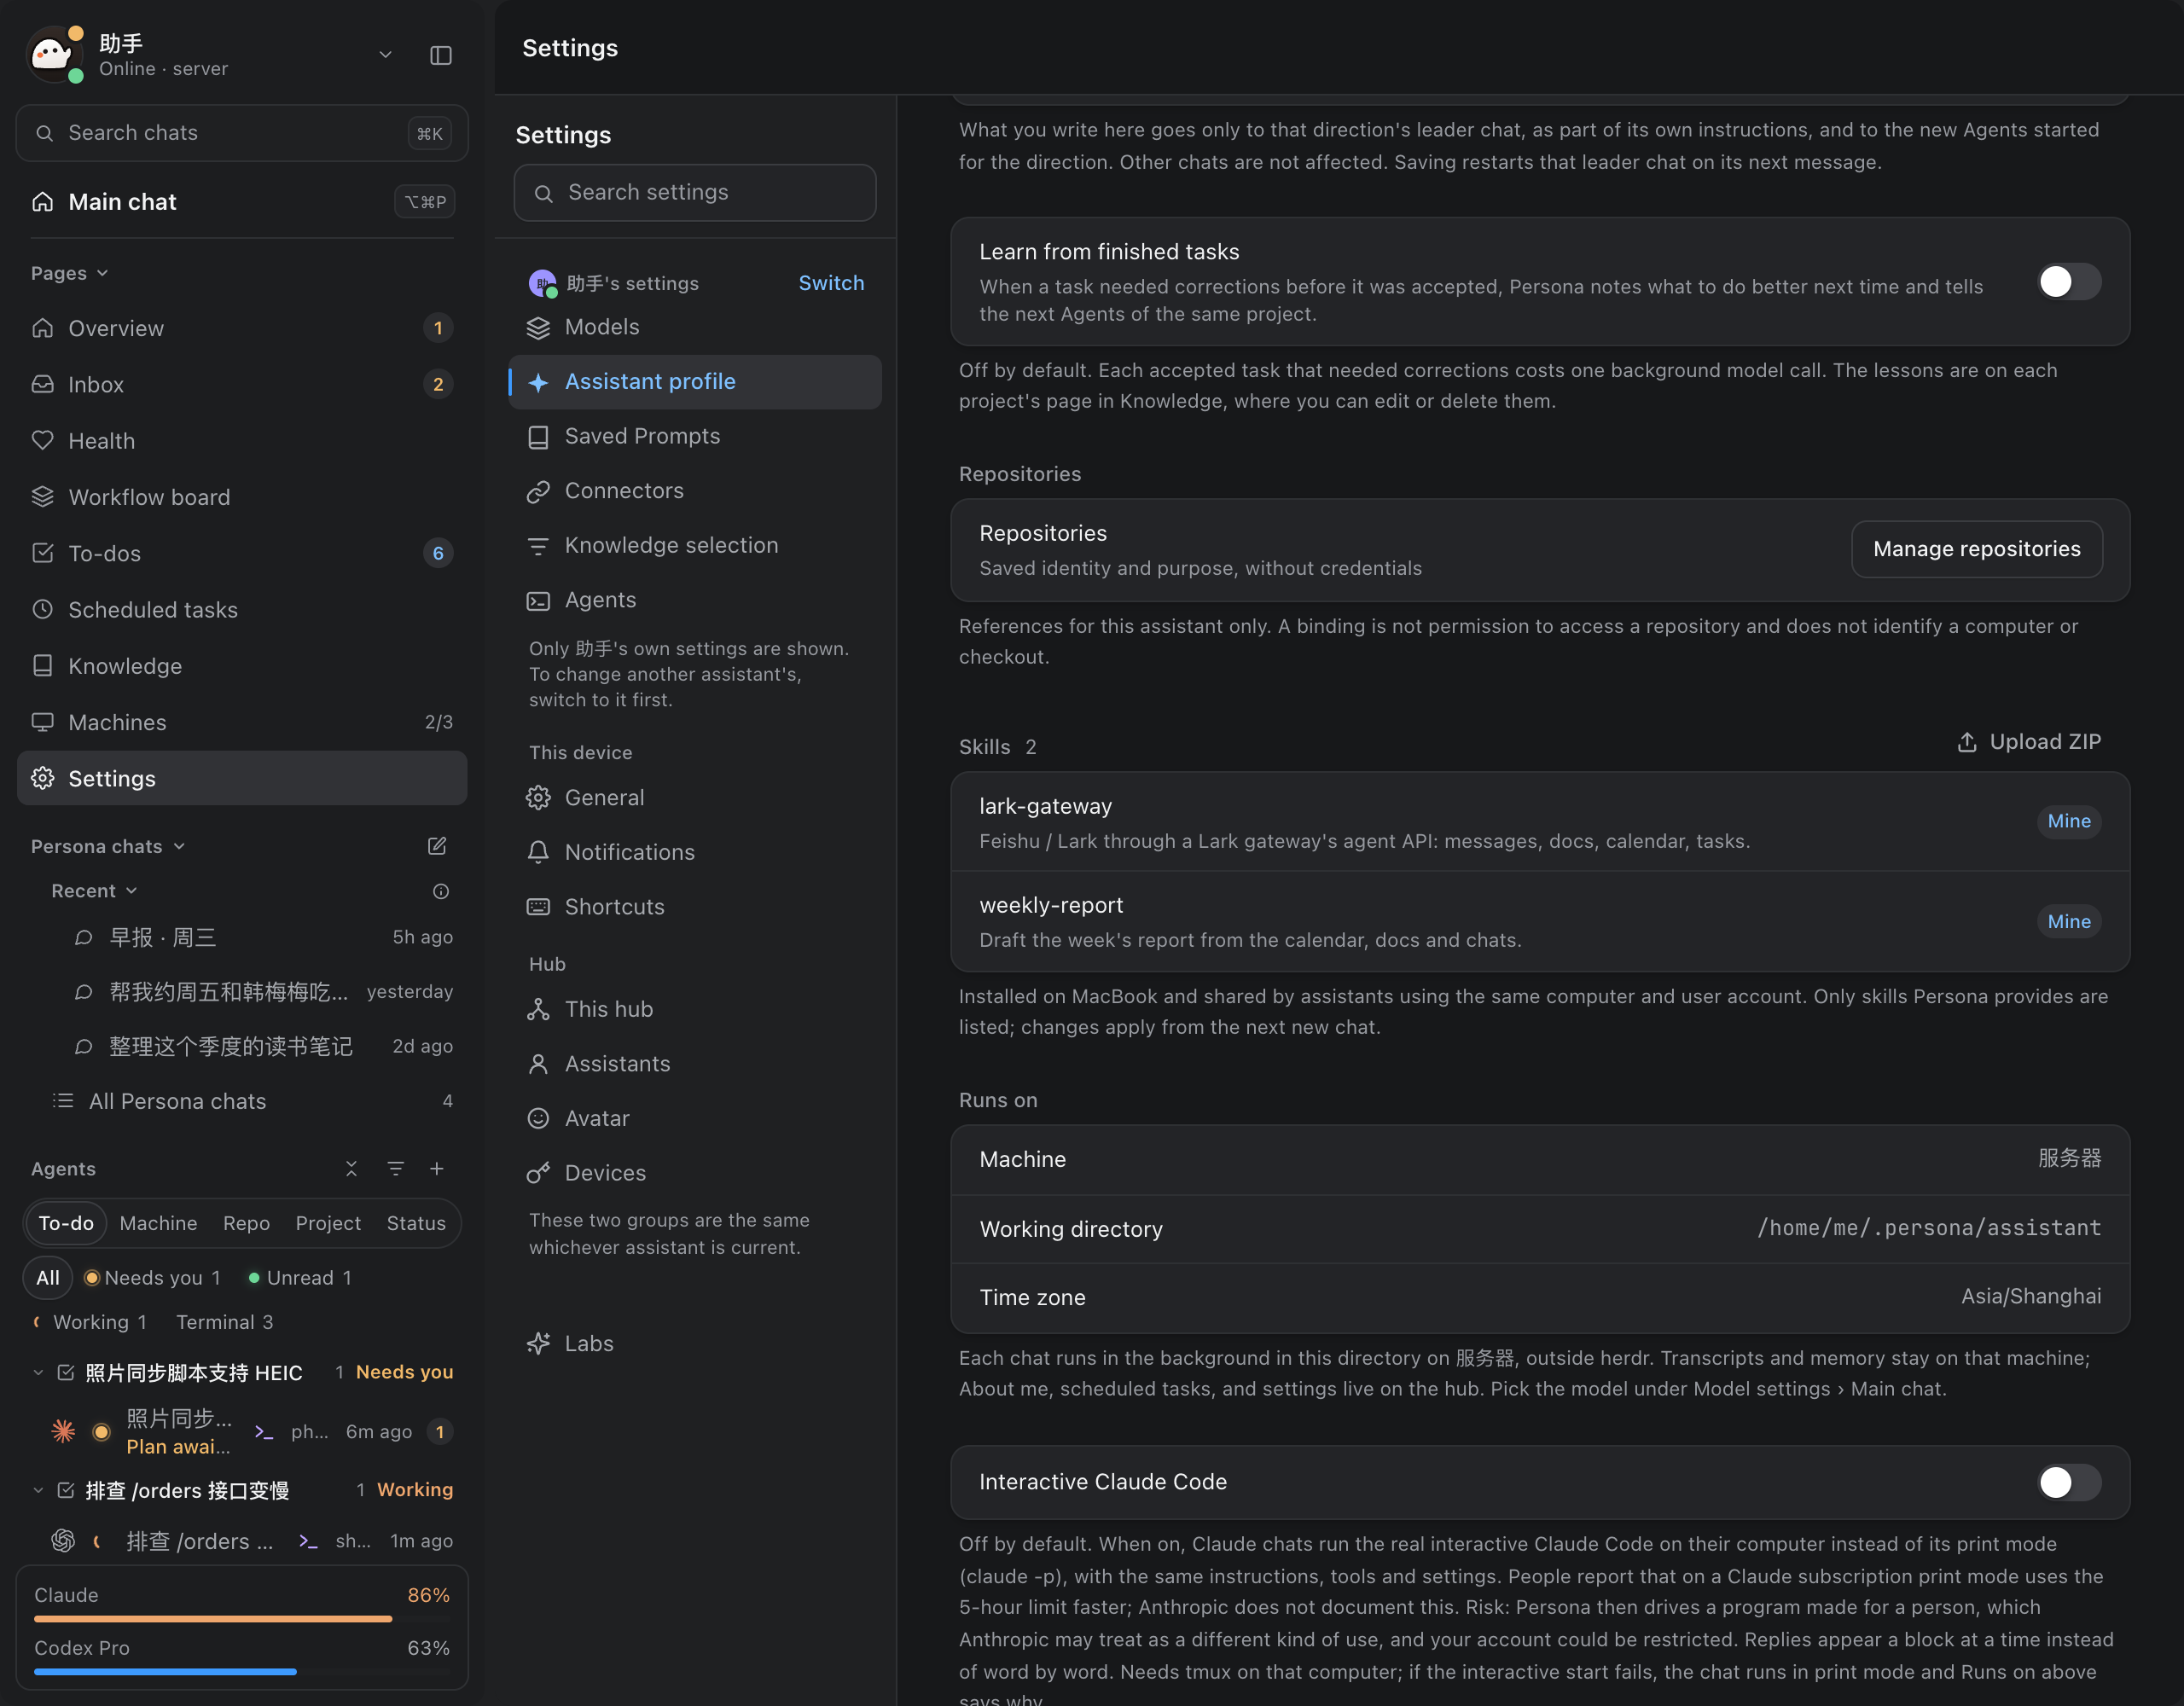 助手
Online · server
Search chats
⌘K
Main chat
⌥⌘P
Pages
Overview
1
Inbox
2
Health
Workflow board
To-dos
6
Scheduled tasks
Knowledge
Machines
2/3
Settings
Persona chats
Recent
早报 · 周三
5h ago
帮我约周五和韩梅梅吃...
yesterday
整理这个季度的读书笔记
2d ago
All Persona chats
4
Agents
To-do
Machine
Repo
Project
Status
All
Needs you 1
Unread 1
Working 1
Terminal 3
照片同步脚本支持 HEIC
1 Needs you
照片同步...
Plan awai...
ph...
6m ago
1
排查 /orders 接口变慢
1 Working
排查 /orders ...
sh...
1m ago
Claude
86%
Codex Pro
63%
Settings
Settings
Search settings
助
助手's settings
Switch
Models
Assistant profile
Saved Prompts
Connectors
Knowledge selection
Agents
Only 助手's own settings are shown.
To change another assistant's,
switch to it first.
This device
General
Notifications
Shortcuts
Hub
This hub
Assistants
Avatar
Devices
These two groups are the same
whichever assistant is current.
Labs
What you write here goes only to that direction's leader chat, as part of its own instructions, and to the new Agents started
for the direction. Other chats are not affected. Saving restarts that leader chat on its next message.
Learn from finished tasks
When a task needed corrections before it was accepted, Persona notes what to do better next time and tells
the next Agents of the same project.
Off by default. Each accepted task that needed corrections costs one background model call. The lessons are on each
project's page in Knowledge, where you can edit or delete them.
Repositories
Repositories
Saved identity and purpose, without credentials
Manage repositories
References for this assistant only. A binding is not permission to access a repository and does not identify a computer or
checkout.
Skills 2
Upload ZIP
lark-gateway
Feishu / Lark through a Lark gateway's agent API: messages, docs, calendar, tasks.
Mine
weekly-report
Draft the week's report from the calendar, docs and chats.
Mine
Installed on MacBook and shared by assistants using the same computer and user account. Only skills Persona provides are
listed; changes apply from the next new chat.
Runs on
Machine
服务器
Working directory
/home/me/.persona/assistant
Time zone
Asia/Shanghai
Each chat runs in the background in this directory on 服务器, outside herdr. Transcripts and memory stay on that machine;
About me, scheduled tasks, and settings live on the hub. Pick the model under Model settings › Main chat.
Interactive Claude Code
Off by default. When on, Claude chats run the real interactive Claude Code on their computer instead of its print mode
(claude -p), with the same instructions, tools and settings. People report that on a Claude subscription print mode uses the
5-hour limit faster; Anthropic does not document this. Risk: Persona then drives a program made for a person, which
Anthropic may treat as a different kind of use, and your account could be restricted. Replies appear a block at a time instead
of word by word. Needs tmux on that computer; if the interactive start fails, the chat runs in print mode and Runs on above
says why.